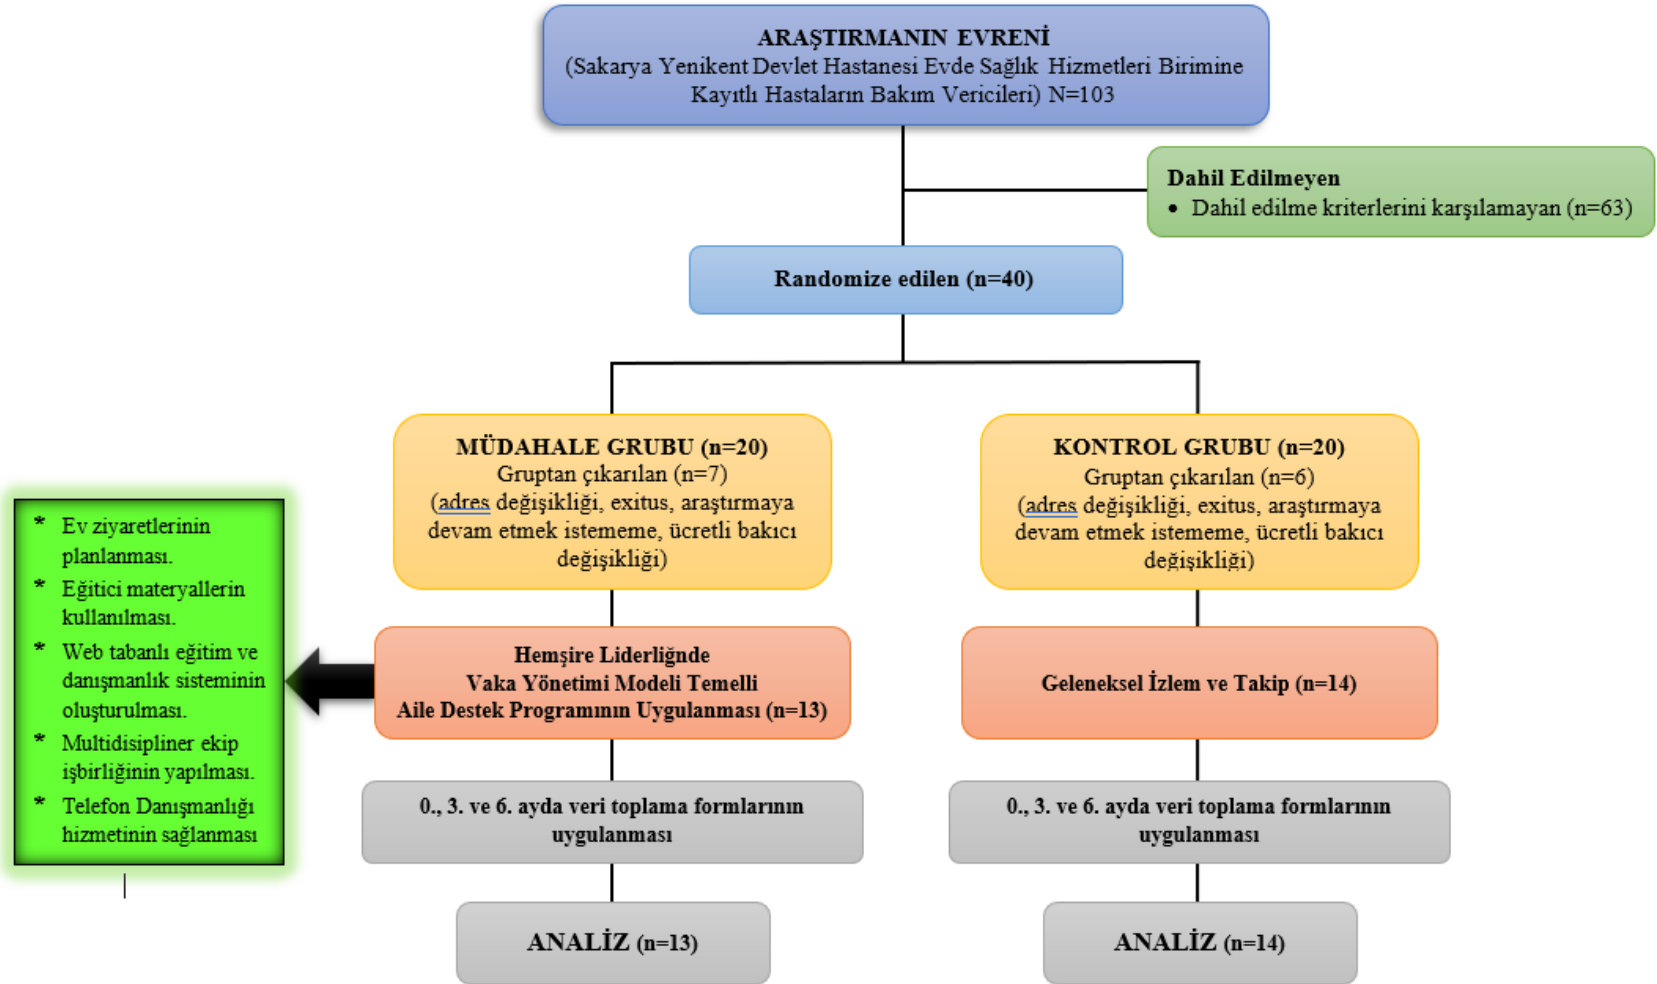 ARAŞTIRMANIN EVRENİ
(Sakarya Yenikent Devlet Hastanesi Evde Sağlık Hizmetleri Birimine
Kayıtlı Hastaların Bakım Vericileri) N=103
Dahil Edilmeyen
• Dahil edilme kriterlerini karşılamayan (n=63)
Randomize edilen (n=40)
MÜDAHALE GRUBU (n=20)
Gruptan çıkarılan (n=7)
(adres değişikliği, exitus, araştırmaya
devam etmek istememe, ücretli bakıcı
değişikliği)
KONTROL GRUBU (n=20)
Gruptan çıkarılan (n=6)
(adres değişikliği, exitus, araştırmaya
devam etmek istememe, ücretli bakıcı
değişikliği)
* Ev ziyaretlerinin
planlanması.
* Eğitici materyallerin
kullanılması.
* Web tabanlı eğitim ve
danışmanlık sisteminin
oluşturulması.
* Multidisipliner ekip
işbirliğinin yapılması.
* Telefon Danışmanlığı
hizmetinin sağlanması
Hemşire Liderliğnde
Vaka Yönetimi Modeli Temelli
Aile Destek Programının Uygulanması (n=13)
Geleneksel İzlem ve Takip (n=14)
0., 3. ve 6. ayda veri toplama formlarının
uygulanması
0., 3. ve 6. ayda veri toplama formlarının
uygulanması
ANALİZ (n=13)
ANALİZ (n=14)